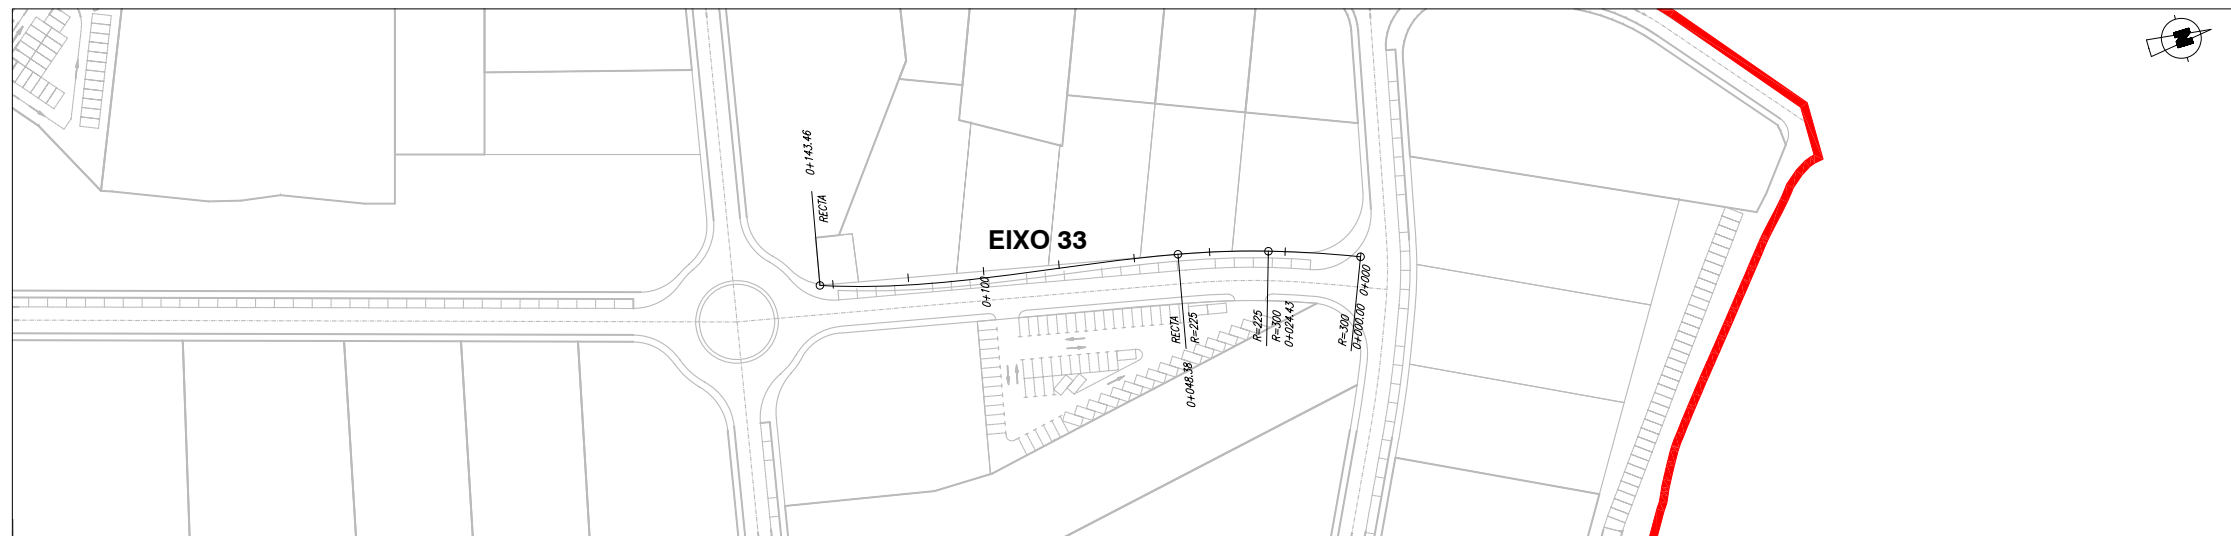 N
0+143.46
RECTA
EIXO 33
0+100
RECTA
R=225
0+048.38
R=225
R=300
0+024.43
R=300
0+000.00
0+000